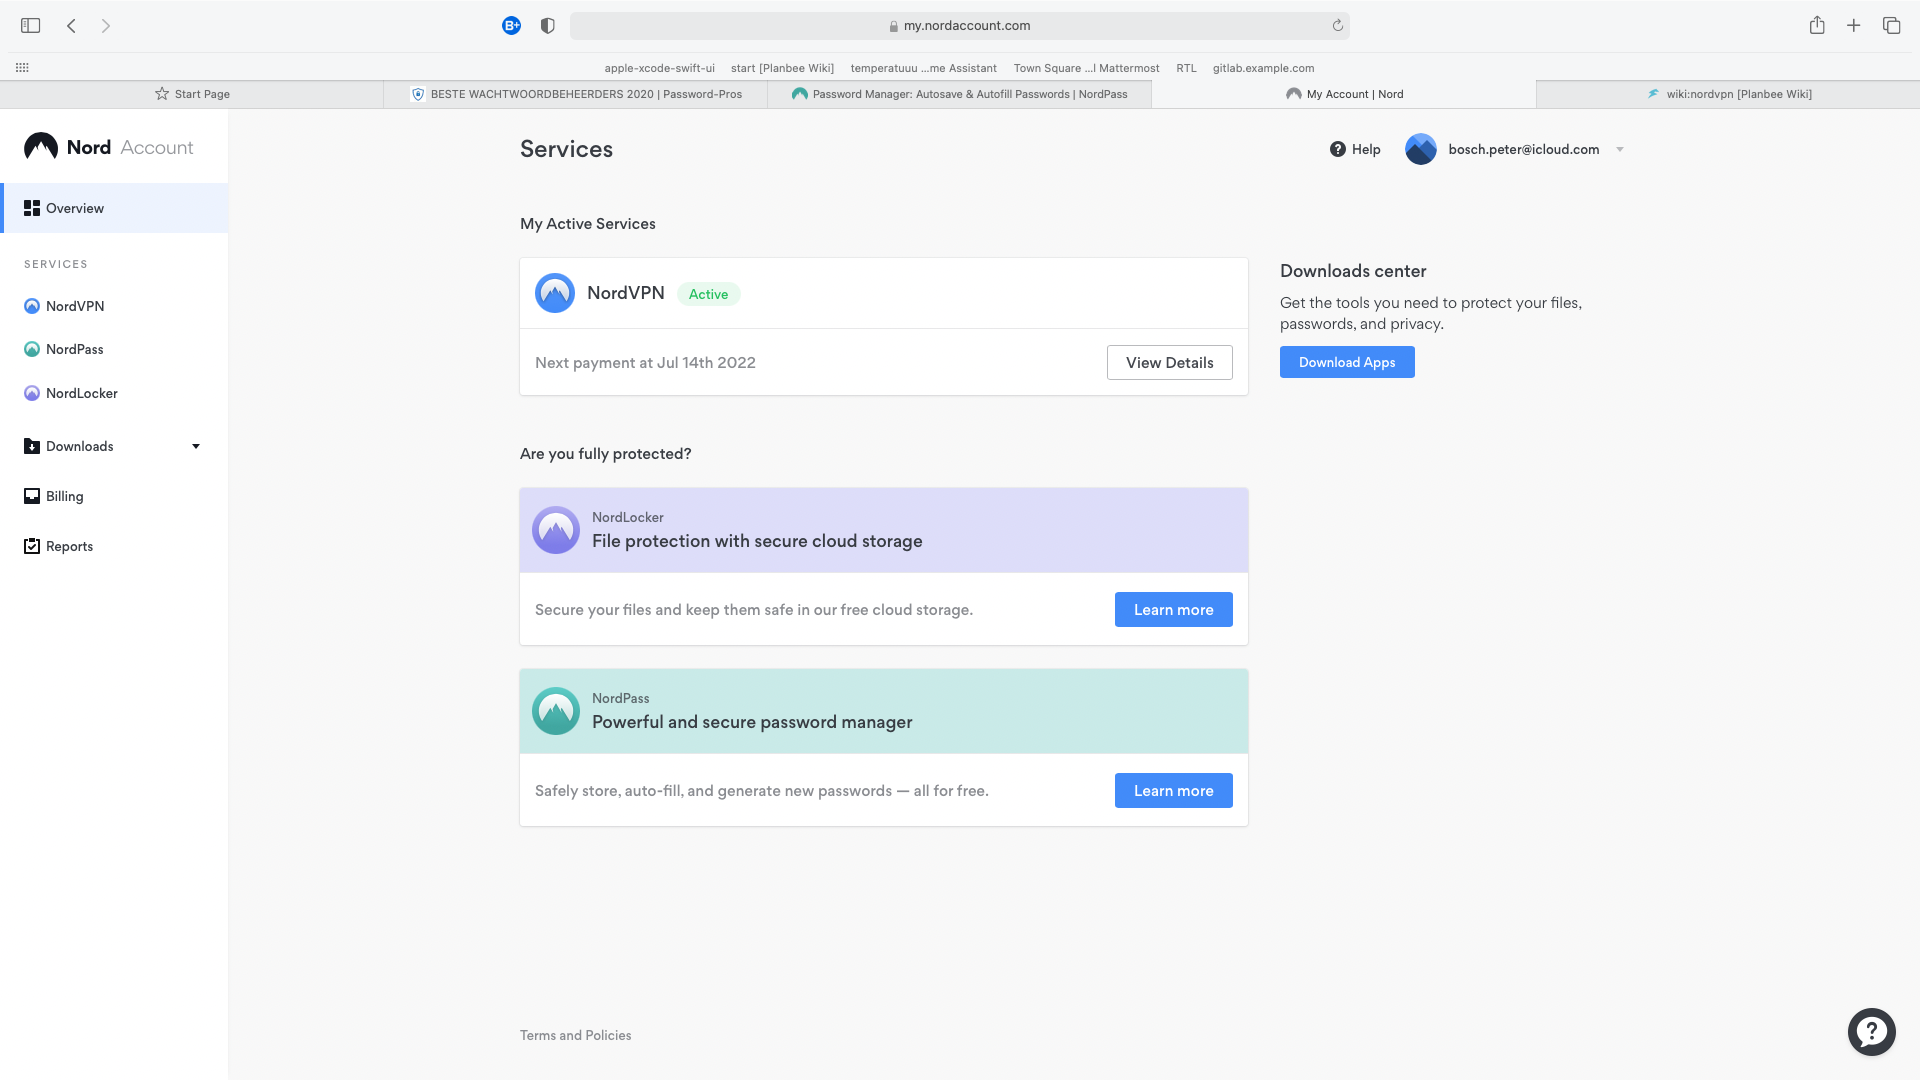 B+
my.nordaccount.com
apple-xcode-swift-ui
start [Planbee Wiki]
temperatuuu ...me Assistant
Town Square ...l Mattermost
RTL
gitlab.example.com
Start Page
BESTE WACHTWOORDBEHEERDERS 2020 | Password-Pros
Password Manager: Autosave & Autofill Passwords | NordPass
My Account | Nord
wiki:nordvpn [Planbee Wiki]
Nord Account
Overview
SERVICES
NordVPN
NordPass
NordLocker
Downloads
Billing
Reports
Services
? Help
bosch.peter@icloud.com
My Active Services
NordVPN Active
Next payment at Jul 14th 2022
View Details
Downloads center
Get the tools you need to protect your files,
passwords, and privacy.
Download Apps
Are you fully protected?
NordLocker
File protection with secure cloud storage
Secure your files and keep them safe in our free cloud storage.
Learn more
NordPass
Powerful and secure password manager
Safely store, auto-fill, and generate new passwords — all for free.
Learn more
Terms and Policies
?